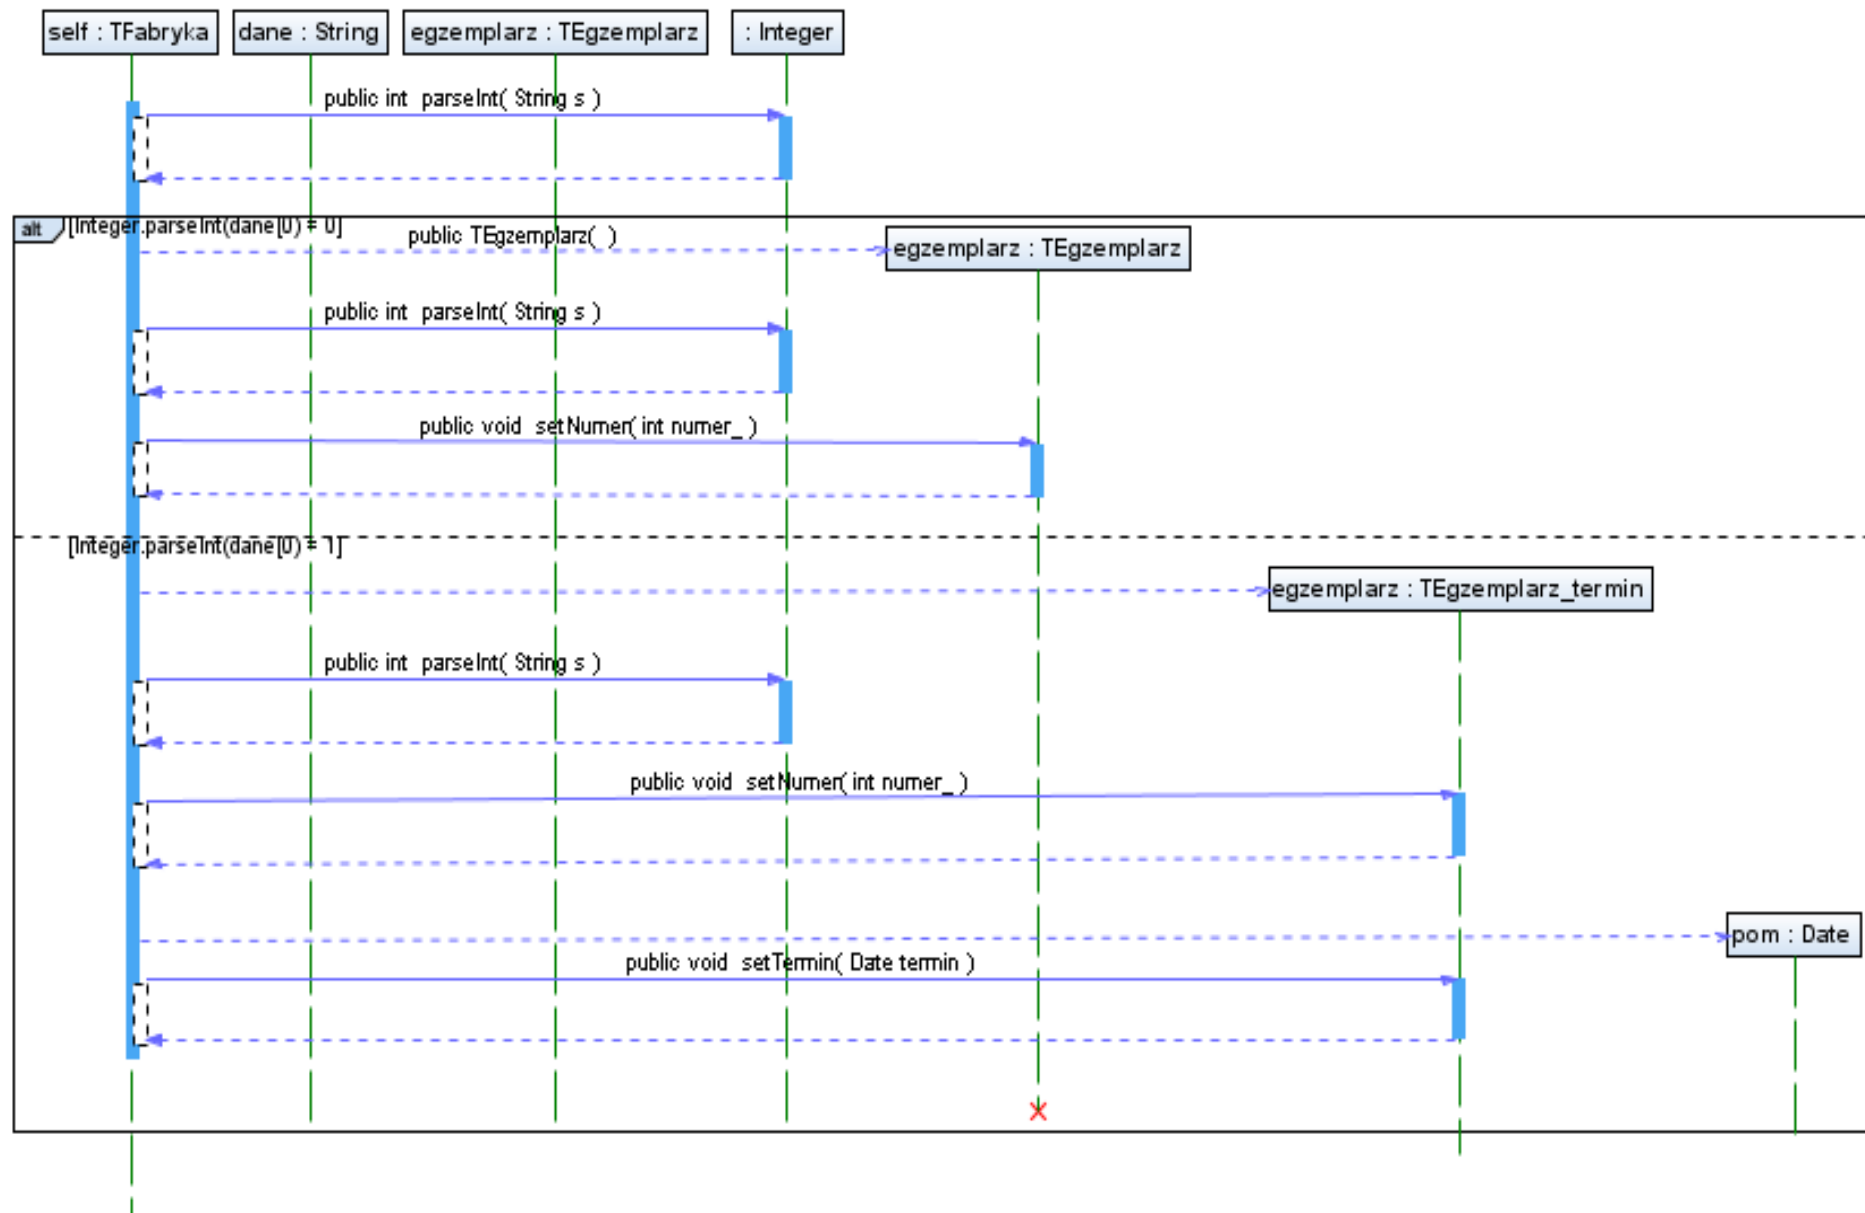 self : TFabryka
dane : String
egzemplarz : TEgzemplarz
: Integer
public int parseInt( String s )
alt
[Integer.parseInt(dane[0) = 0]
public TEgzemplarz( )
egzemplarz : TEgzemplarz
public int parseInt( String s )
public void setNumer( int numer_ )
[Integer.parseInt(dane[0) = 1]
egzemplarz : TEgzemplarz_termin
public int parseInt( String s )
public void setNumer( int numer_ )
pom : Date
public void setTermin( Date termin )